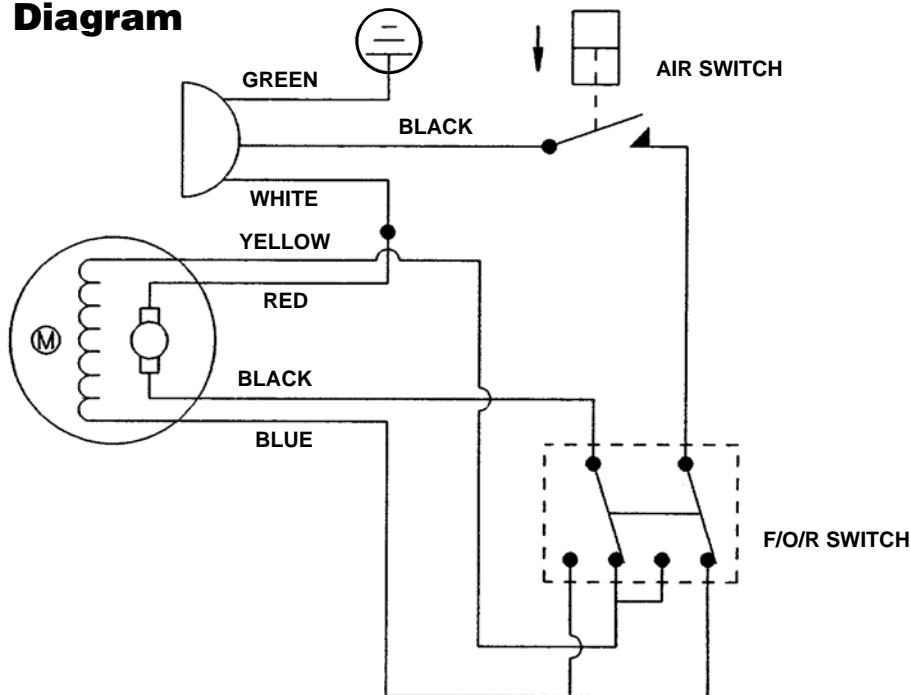 Diagram
GREEN
AIR SWITCH
BLACK
WHITE
YELLOW
RED
M
BLACK
BLUE
F/O/R SWITCH